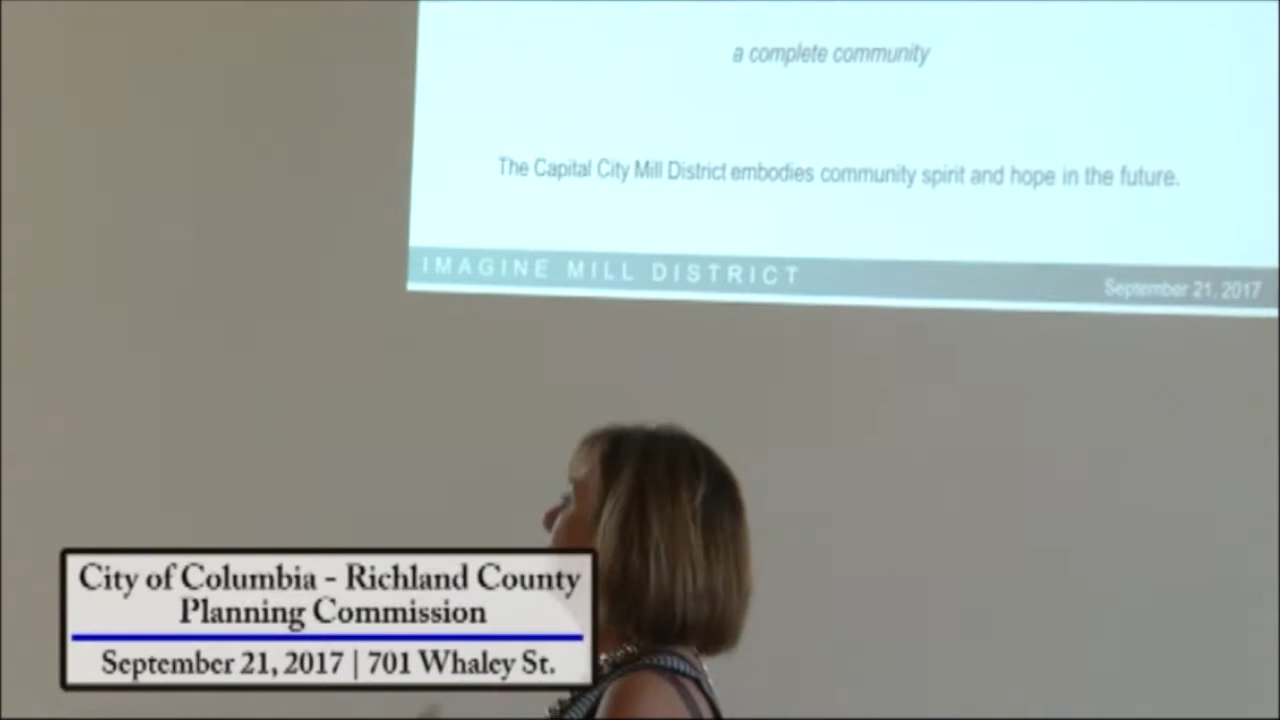 a complete community
The Capital City Mill District embodies community spirit and hope in the future.
IMAGINE MILL DISTRICT
September 21, 2017
City of Columbia - Richland County
Planning Commission
September 21, 2017 | 701 Whaley St.